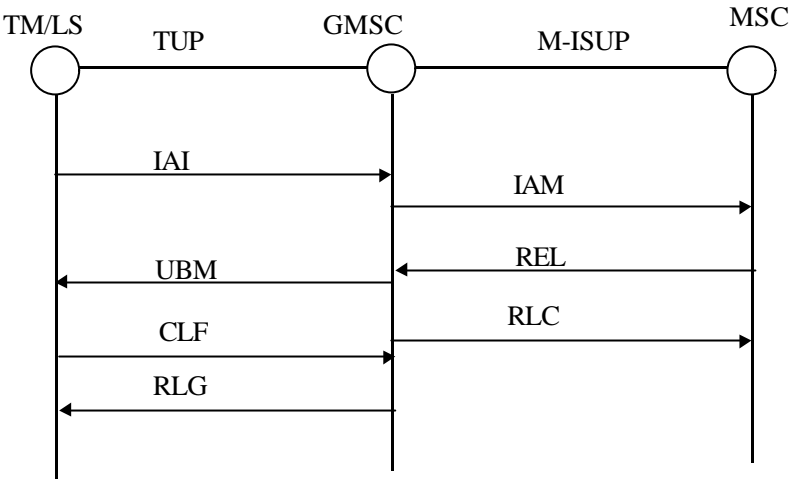 TM/LS TUP GMSC M-ISUP MSC
IAI
IAM
REL
UBM
RLC
CLF
RLG